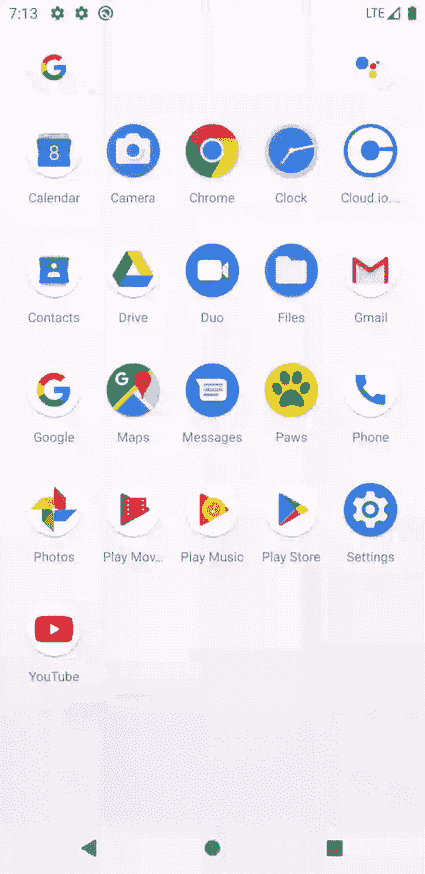 7:13 LTE
8
Calendar Camera Chrome Clock Cloud.io....
Contacts Drive Duo Files Gmail
G
Google Maps Messages Paws Phone
Photos Play Mov... Play Music Play Store Settings
YouTube